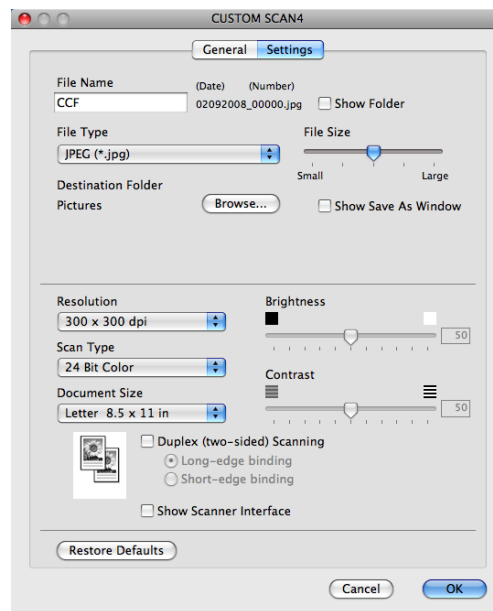 CUSTOM SCAN4
General Settings
File Name (Date) (Number)
CCF 02092008_00000.jpg Show Folder
File Type File Size
JPEG (*.jpg)
Small Large
Destination Folder
Pictures Browse... Show Save As Window
Resolution Brightness
300 x 300 dpi
50
Scan Type
24 Bit Color
Contrast
Document Size
Letter 8.5 x 11 in 50
Duplex (two-sided) Scanning
Long-edge binding
Short-edge binding
Show Scanner Interface
Restore Defaults
Cancel OK